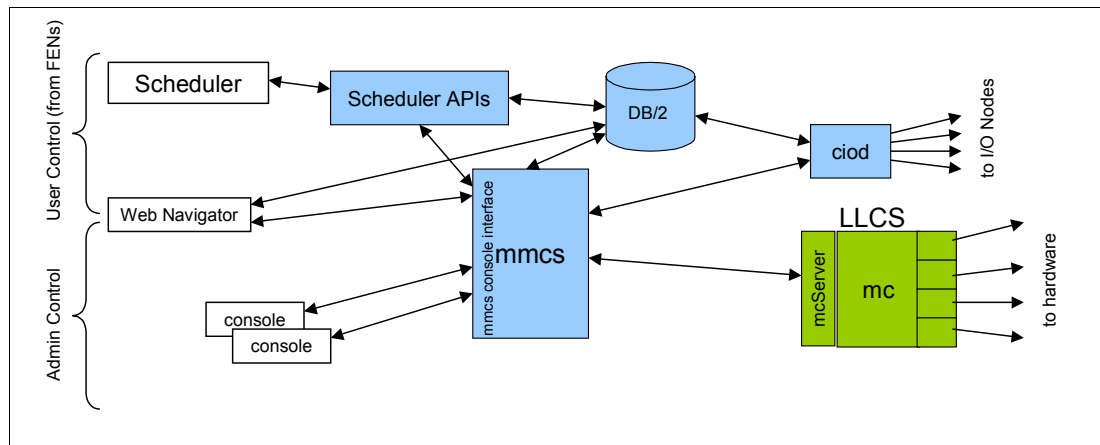 User Control (from FENs)
Scheduler
Scheduler APIs
DB/2
ciod
to I/O Nodes
Web Navigator
mmcs console interface
mmcs
LLCS
mcServer
mc
to hardware
Admin Control
console
console